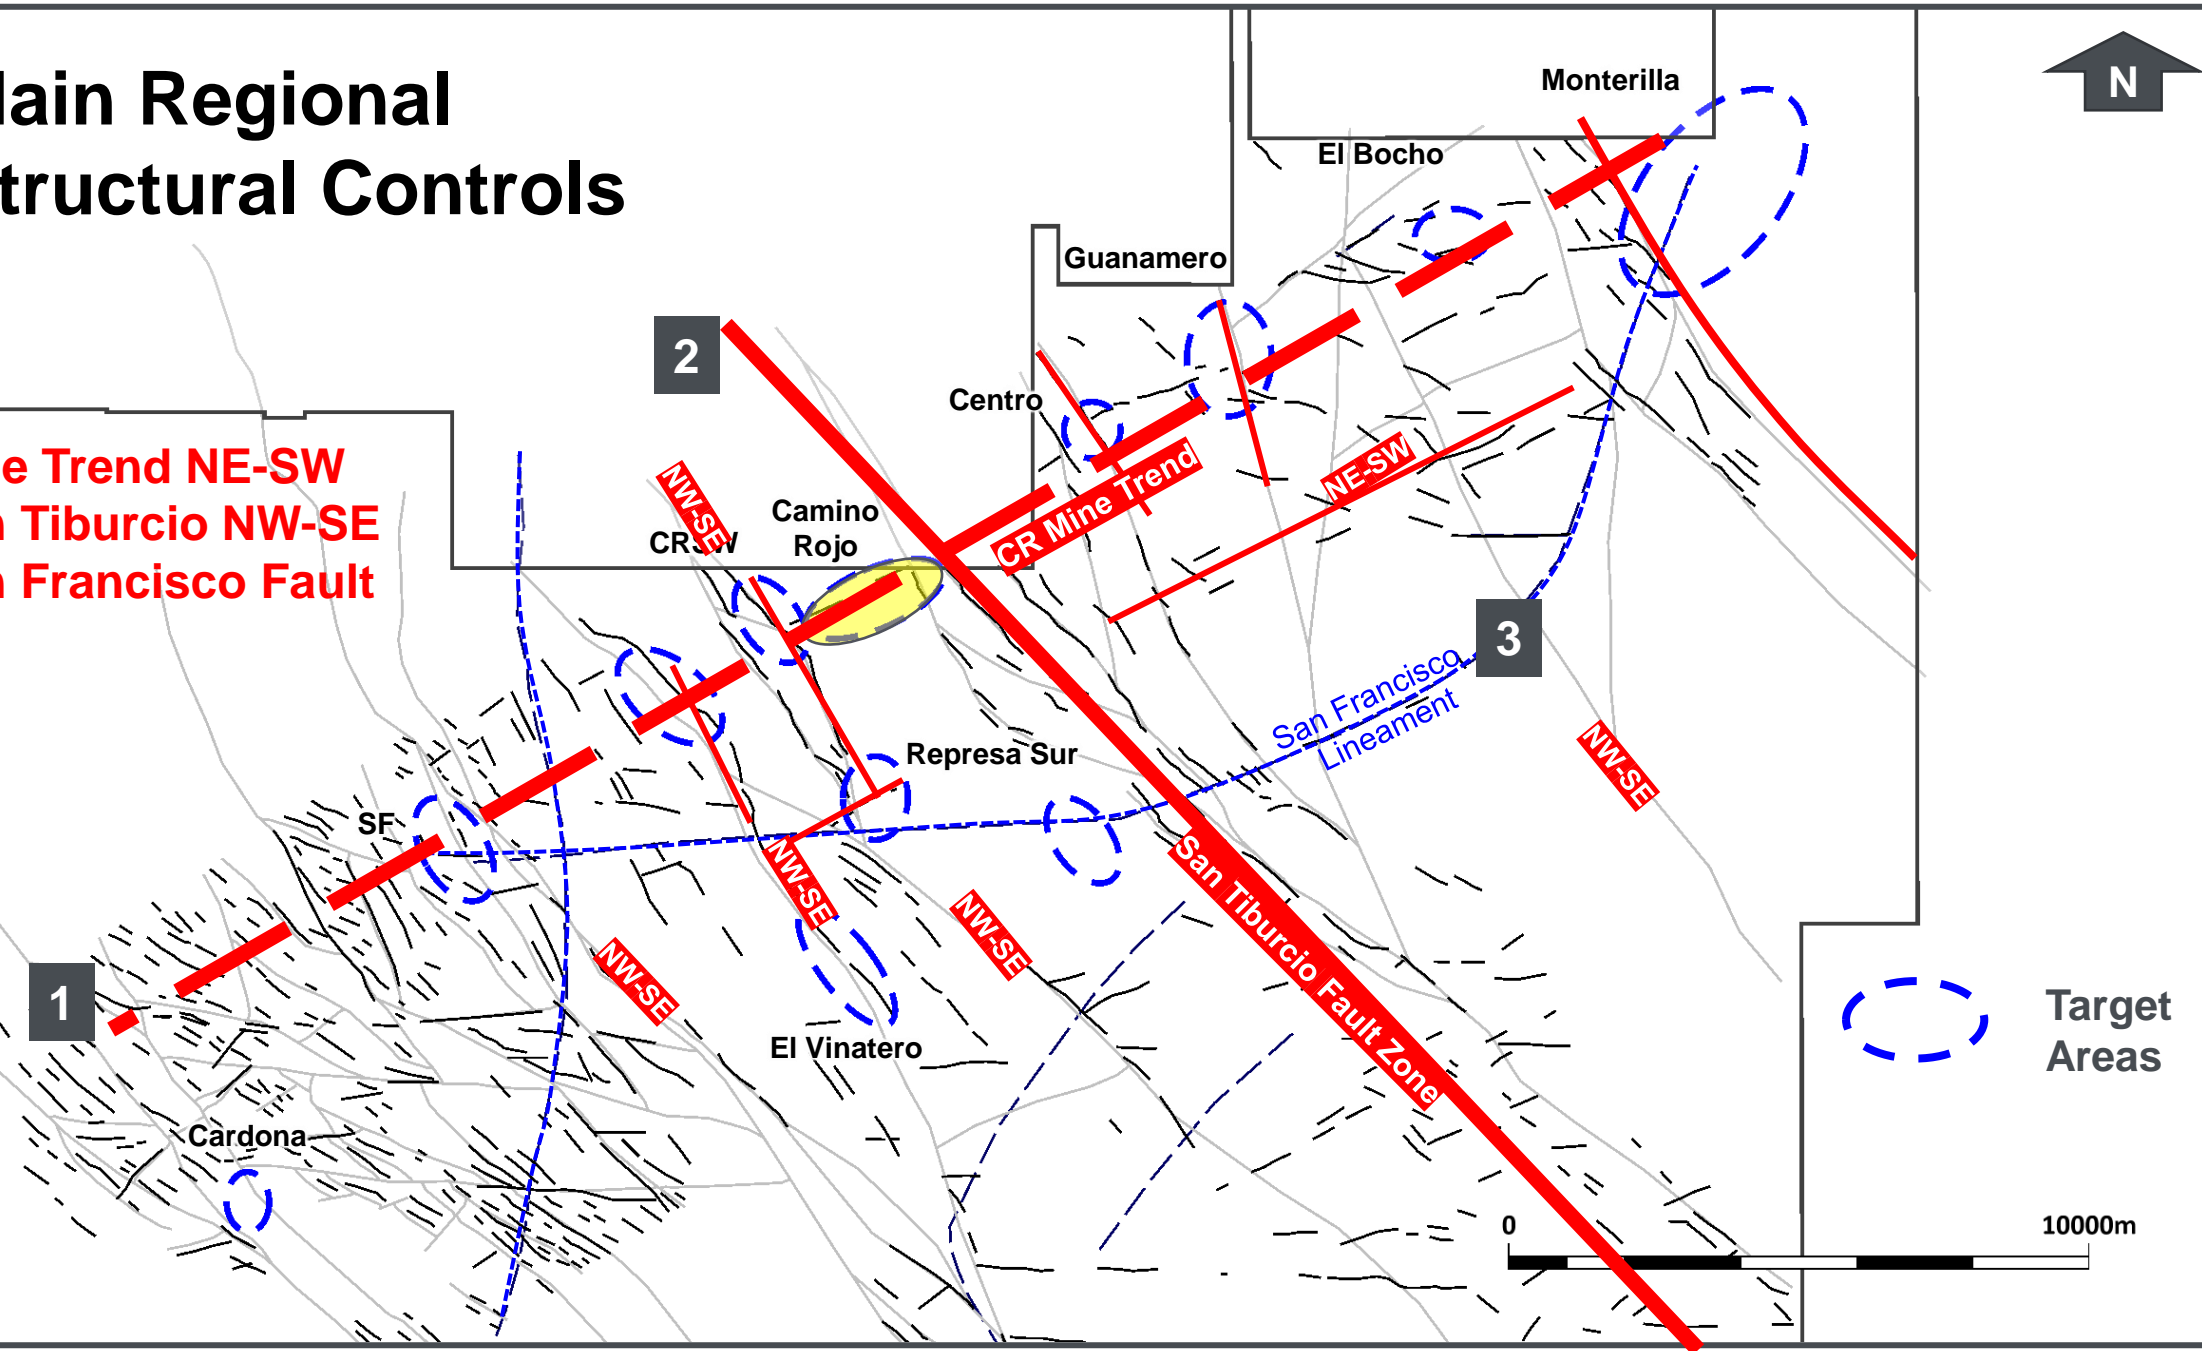 lain Regional
tructural Controls
e Trend NE-SW
n Tiburcio NW-SE
n Francisco Fault
N
Monterilla
El Bocho
Guanamero
2
Centro
NW-SE
CRSW
Camino
Rojo
CR Mine Trend
NE-SW
3
San Francisco
Lineament
Represa Sur
NW-SE
SF
NW-SE
NW-SE
NW-SE
San Tiburcio Fault Zone
1
El Vinatero
Cardona
Target
Areas
0
10000m